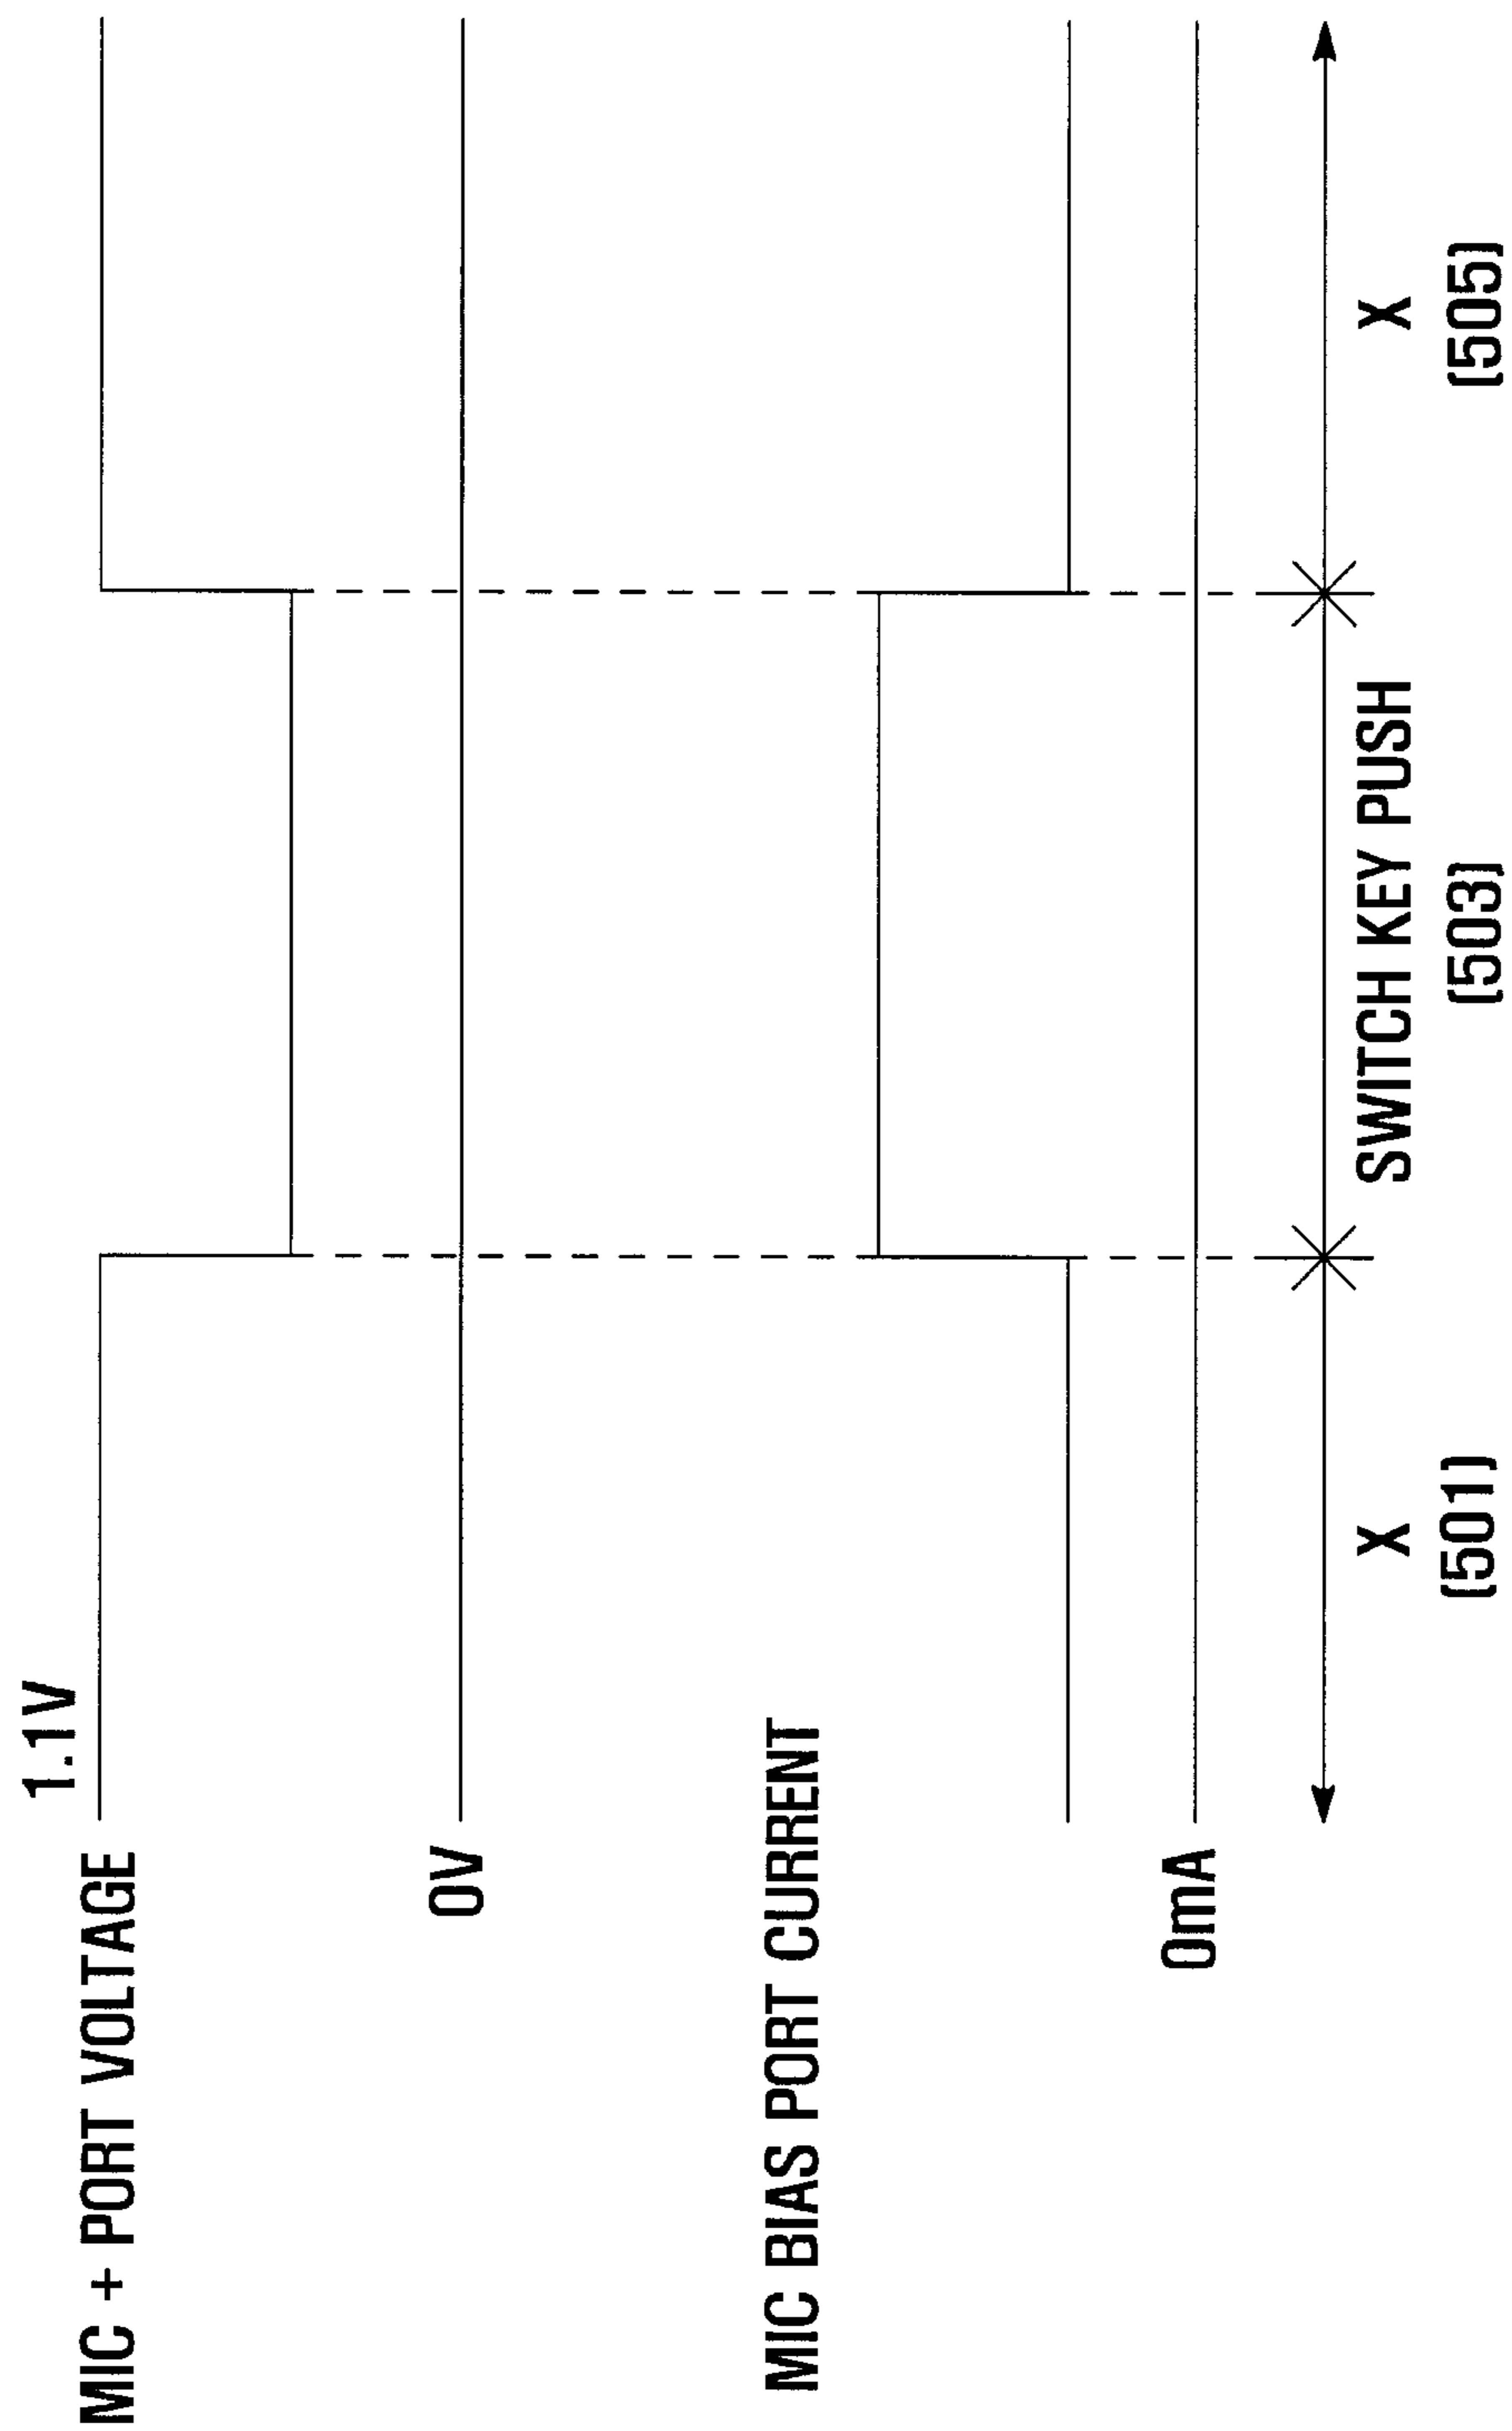 1.1V
MIC + PORT VOLTAGE
0V
MIC BIAS PORT CURRENT
0mA
X
SWITCH KEY PUSH
X
(501)
(503)
(505)